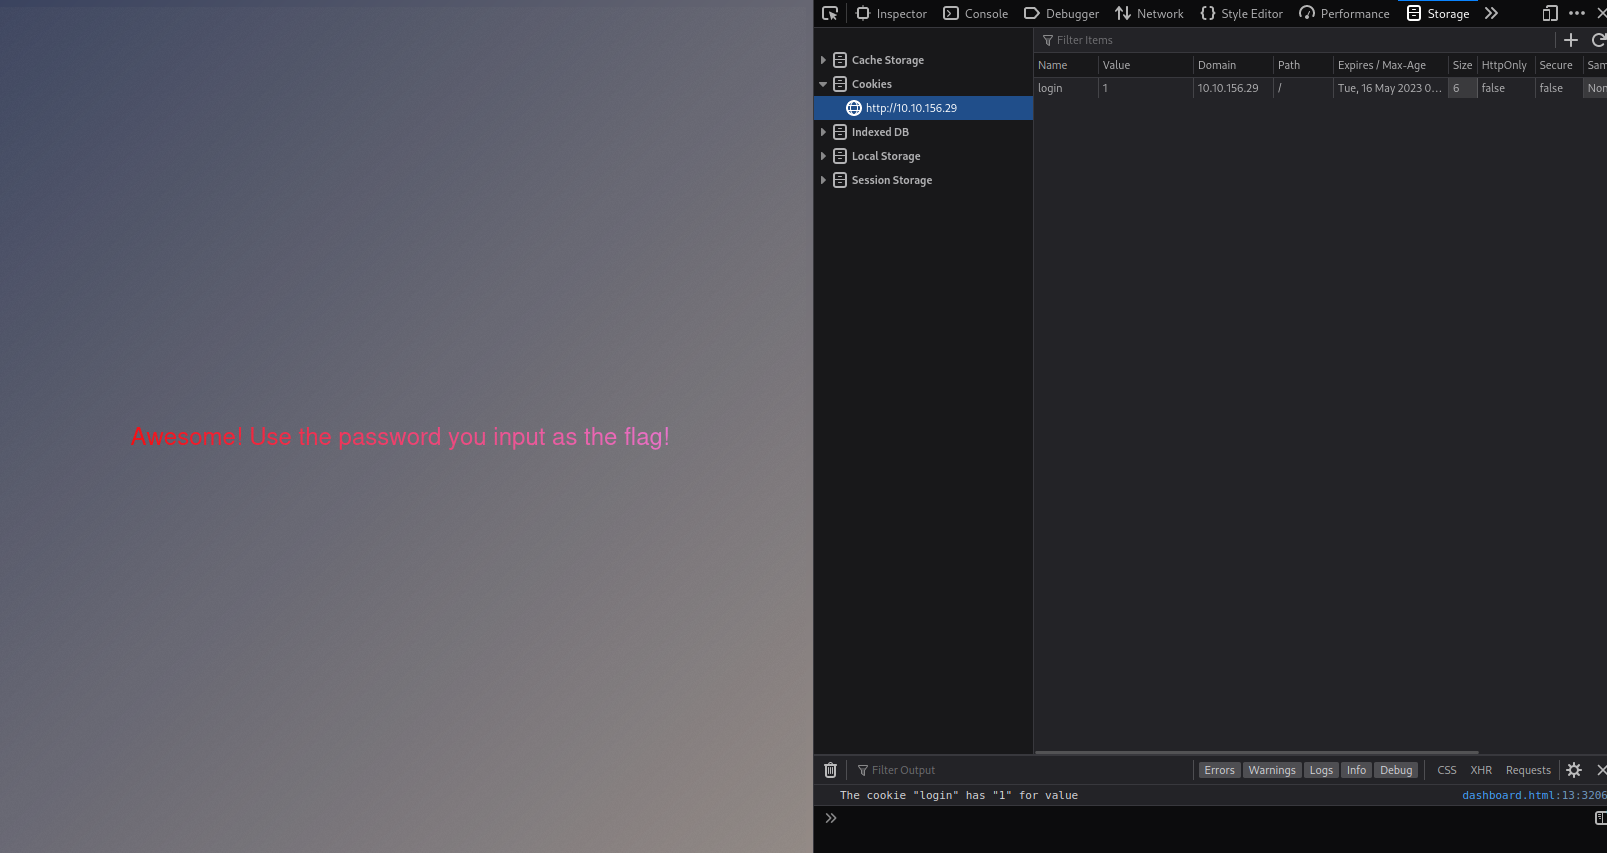 Awesome! Use the password you input as the flag!
Inspector Console Debugger Network Style Editor Performance Storage
Filter Items
Cache Storage
Cookies
http://10.10.156.29
Indexed DB
Local Storage
Session Storage
Name Value Domain Path Expires / Max-Age Size HttpOnly Secure Sam
login 1 10.10.156.29 / Tue, 16 May 2023 0... 6 false false Non
Filter Output Errors Warnings Logs Info Debug CSS XHR Requests
The cookie "login" has "1" for value dashboard.html:13:3206